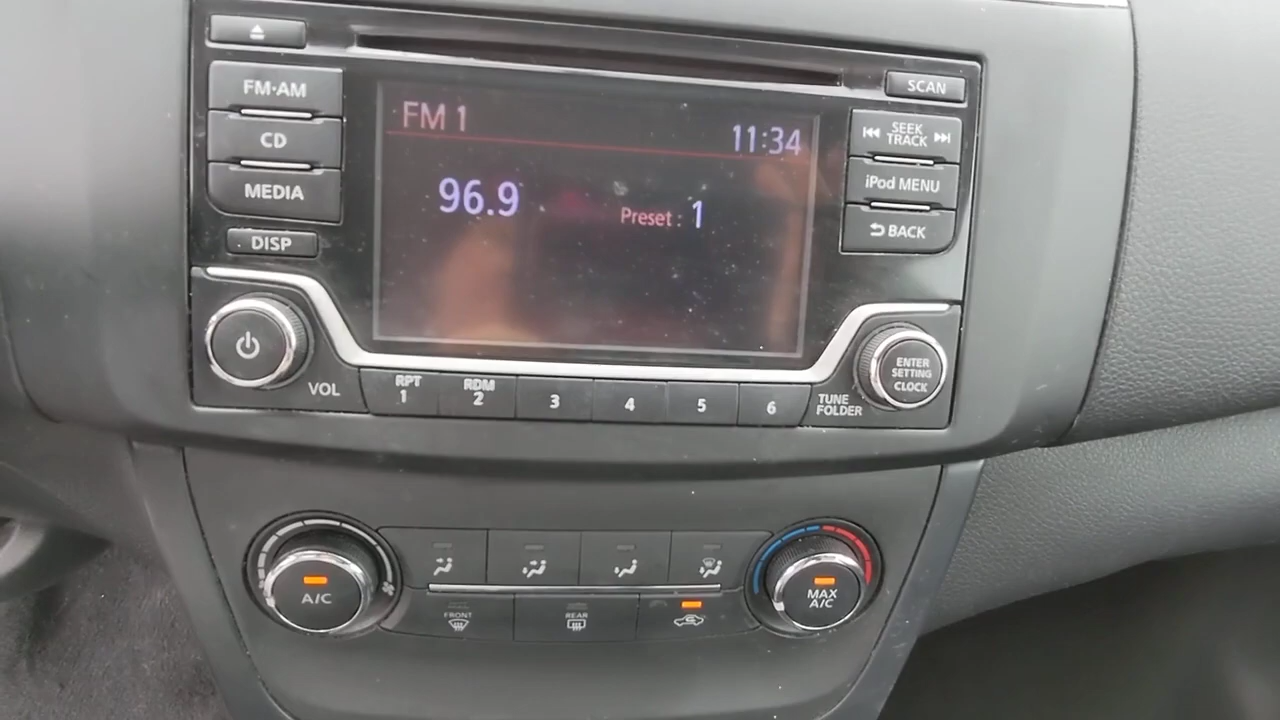 FM·AM
CD
MEDIA
DISP
VOL
FM 1
11:34
96.9
Preset : 1
SCAN
SEEK
TRACK
iPod MENU
BACK
ENTER
SETTING
CLOCK
TUNE
FOLDER
RPT
1
RDM
2
3
4
5
6
A/C
FRONT
REAR
MAX
A/C